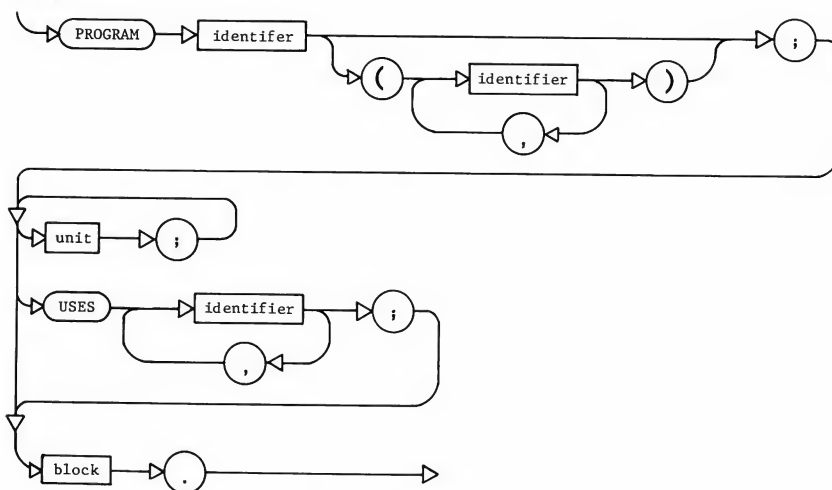 PROGRAM identifer ;
( identifier )
,
unit ;
USES identifier ;
,
block .